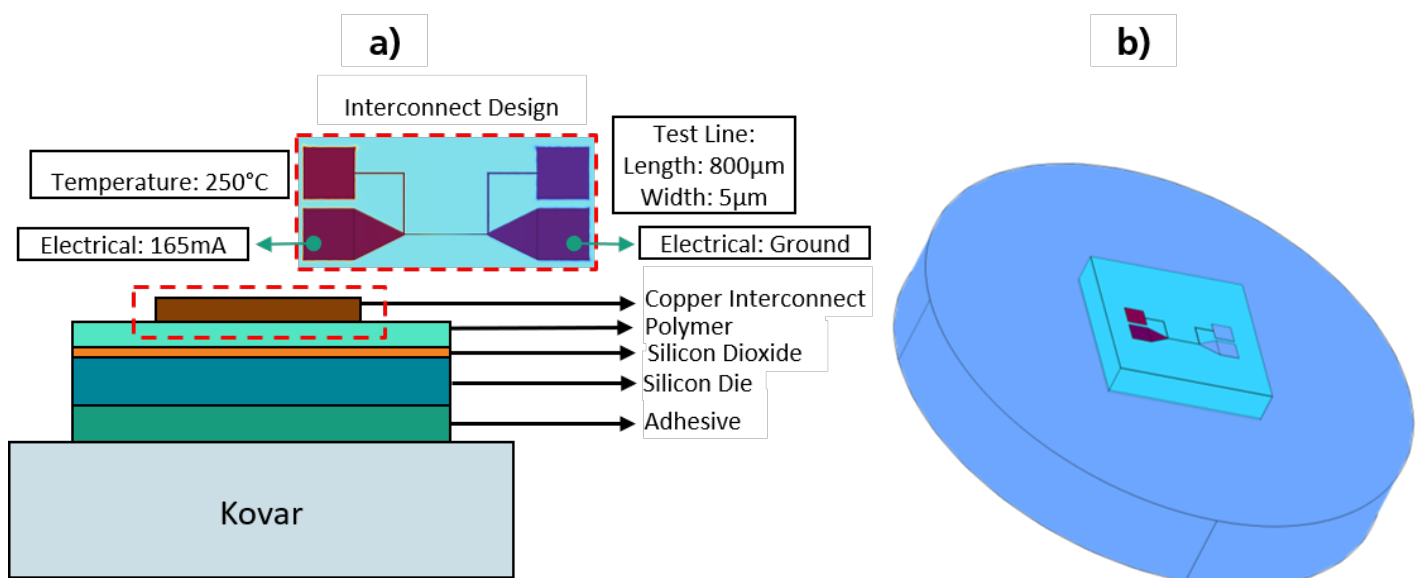 a)
b)
Interconnect Design
Temperature: 250°C
Test Line:
Length: 800µm
Width: 5µm
Electrical: 165mA
Electrical: Ground
Copper Interconnect
Polymer
Silicon Dioxide
Silicon Die
Adhesive
Kovar